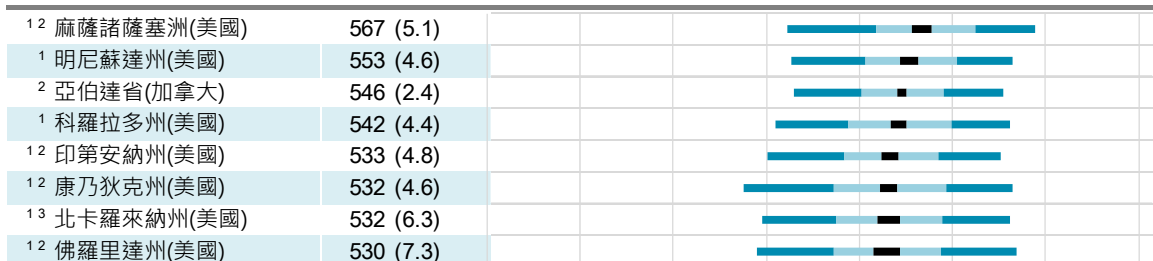 ¹ ² 麻薩諸薩塞洲(美國) 567 (5.1)
¹ 明尼蘇達州(美國) 553 (4.6)
² 亞伯達省(加拿大) 546 (2.4)
¹ 科羅拉多州(美國) 542 (4.4)
¹ ² 印第安納州(美國) 533 (4.8)
¹ ² 康乃狄克州(美國) 532 (4.6)
¹ ³ 北卡羅來納州(美國) 532 (6.3)
¹ ² 佛羅里達州(美國) 530 (7.3)